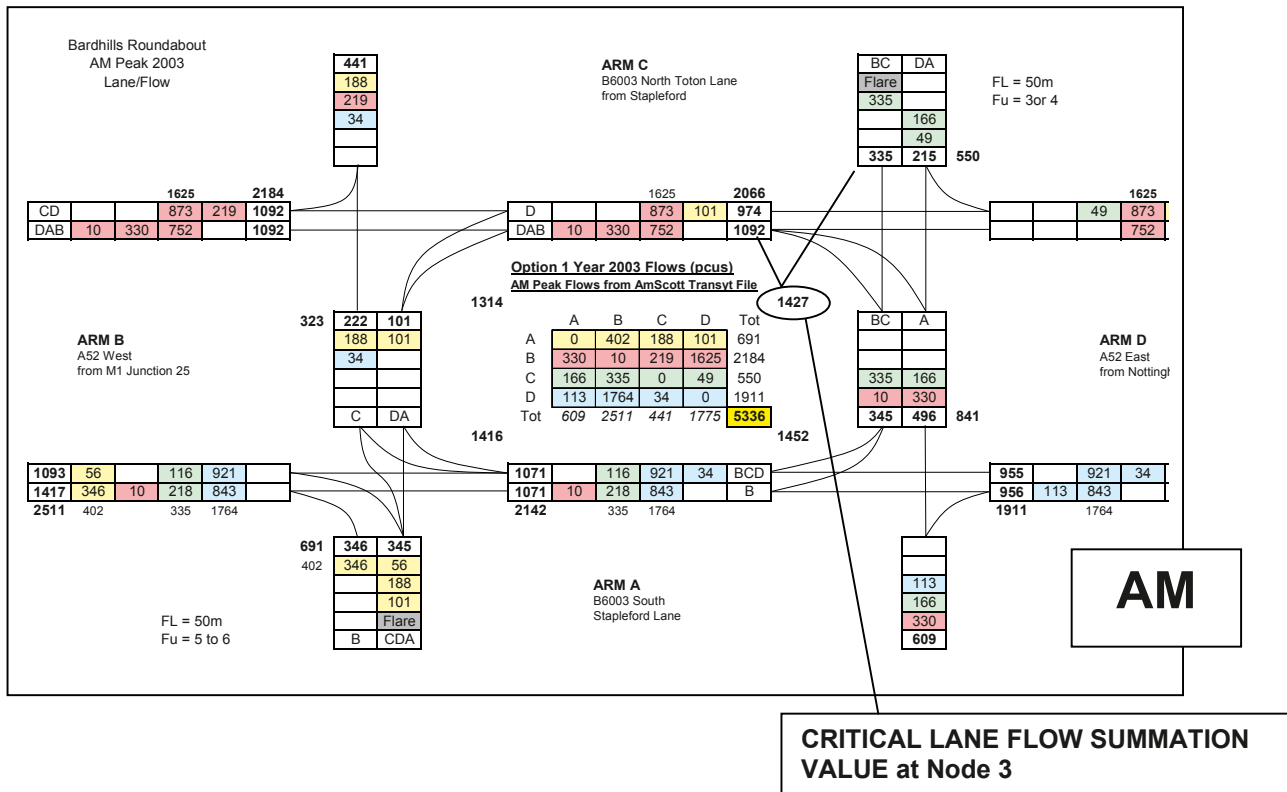 Bardhills Roundabout
AM Peak 2003
Lane/Flow
441
188
219
34
ARM C
B6003 North Toton Lane
from Stapleford
BC DA
Flare
335
166
49
335 215 550
FL = 50m
Fu = 3or 4
1625 2184
CD 873 219 1092
DAB 10 330 752 1092
1625 2066
D 873 101 974
DAB 10 330 752 1092
1625
49 873
752
Option 1 Year 2003 Flows (pcus)
AM Peak Flows from AmScott Transyt File
1314
1427
323 222 101
188 101
34
C DA
ARM B
A52 West
from M1 Junction 25
A B C D Tot
A 0 402 188 101 691
B 330 10 219 1625 2184
C 166 335 0 49 550
D 113 1764 34 0 1911
Tot 609 2511 441 1775 5336
BC A
335 166
10 330
345 496 841
ARM D
A52 East
from Nottingh
1416
1452
1093 56 116 921
1417 346 10 218 843
2511 402 335 1764
1071 116 921 34 BCD
1071 10 218 843 B
2142 335 1764
955 921 34
956 113 843
1911 1764
691 346 345
402 346 56
188
101
Flare
B CDA
FL = 50m
Fu = 5 to 6
ARM A
B6003 South
Stapleford Lane
113
166
330
609
AM
CRITICAL LANE FLOW SUMMATION
VALUE at Node 3